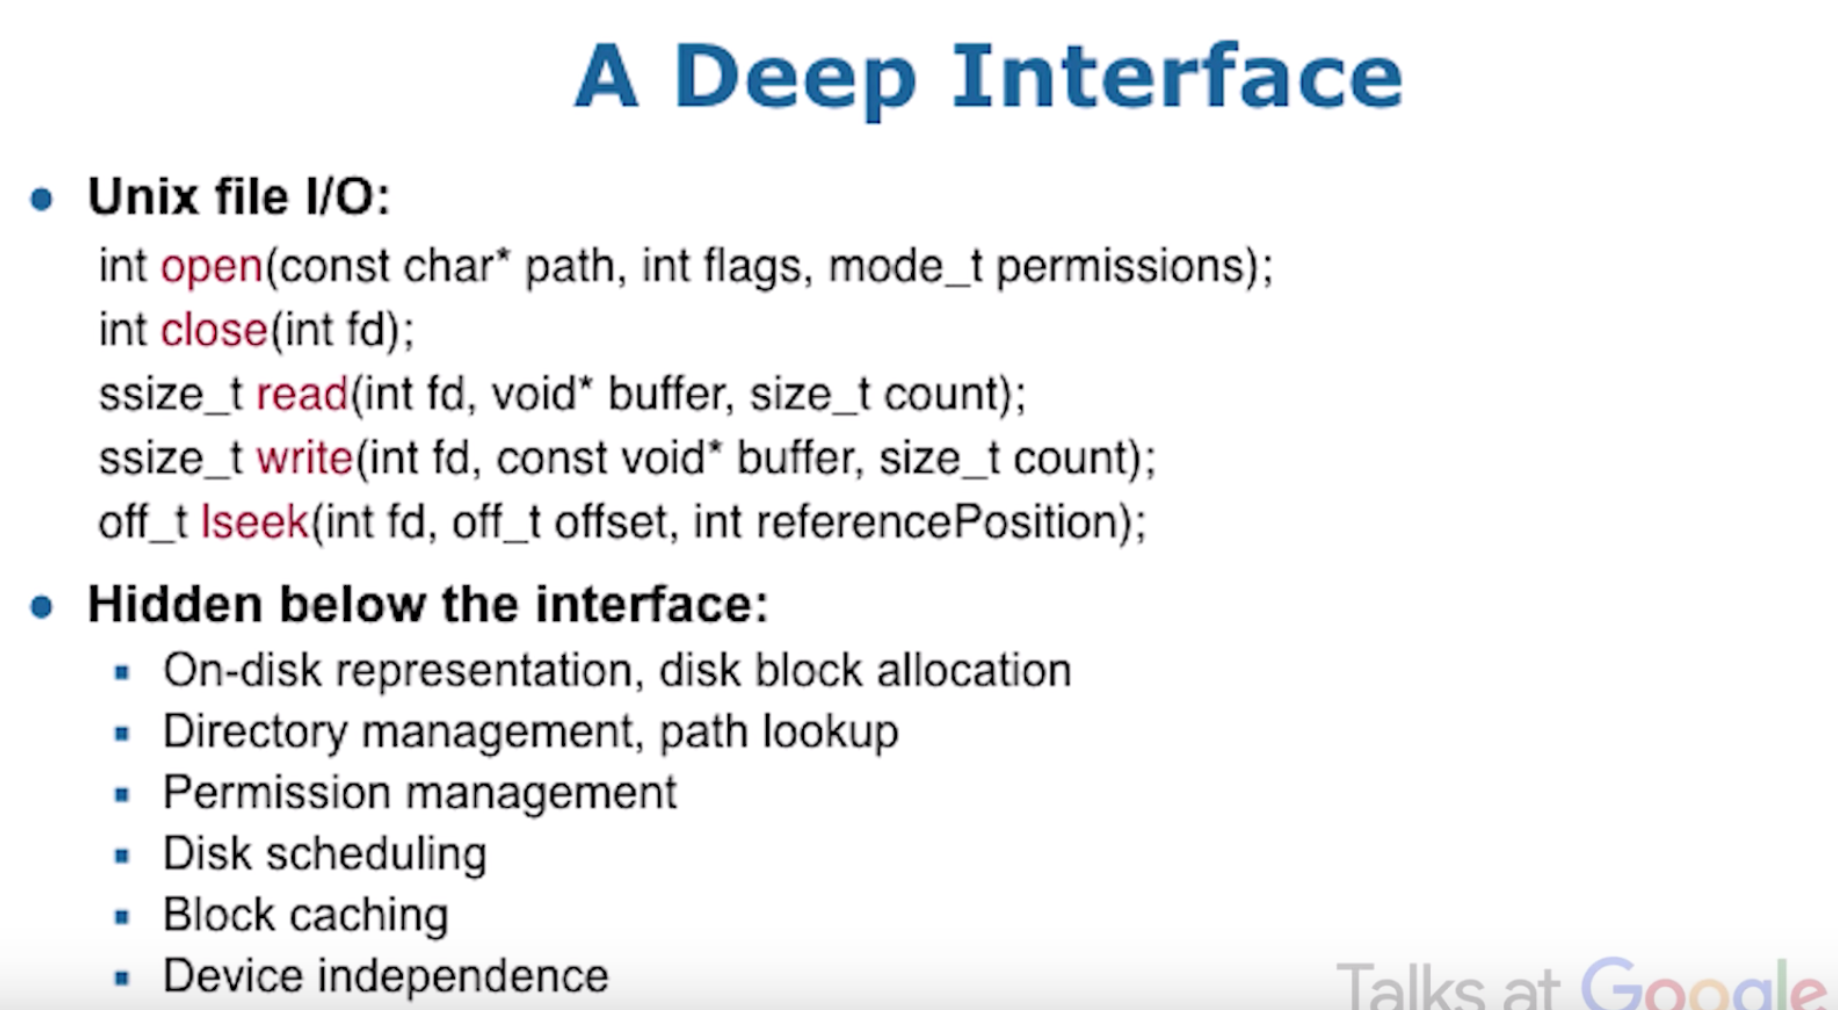 A Deep Interface
• Unix file I/O:
int open(const char* path, int flags, mode_t permissions);
int close(int fd);
ssize_t read(int fd, void* buffer, size_t count);
ssize_t write(int fd, const void* buffer, size_t count);
off_t lseek(int fd, off_t offset, int referencePosition);
• Hidden below the interface:
▪ On-disk representation, disk block allocation
▪ Directory management, path lookup
▪ Permission management
▪ Disk scheduling
▪ Block caching
▪ Device independence
Talks at Google